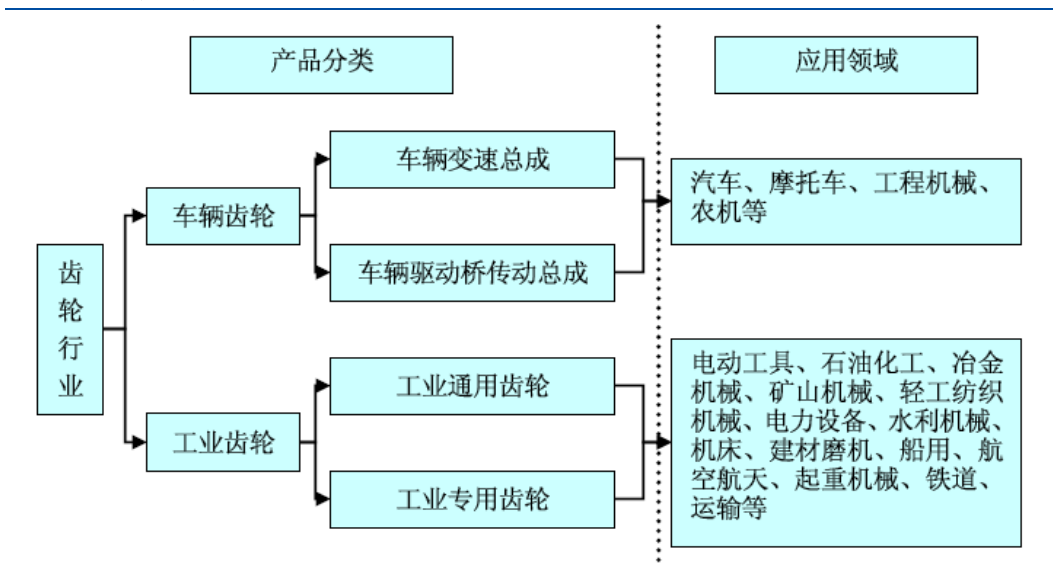 产品分类
应用领域
车辆变速总成
汽车、摩托车、工程机械、
农机等
车辆齿轮
车辆驱动桥传动总成
齿
轮
行
业
电动工具、石油化工、冶金
机械、矿山机械、轻工纺织
机械、电力设备、水利机械、
机床、建材磨机、船用、航
空航天、起重机械、铁道、
运输等
工业通用齿轮
工业齿轮
工业专用齿轮